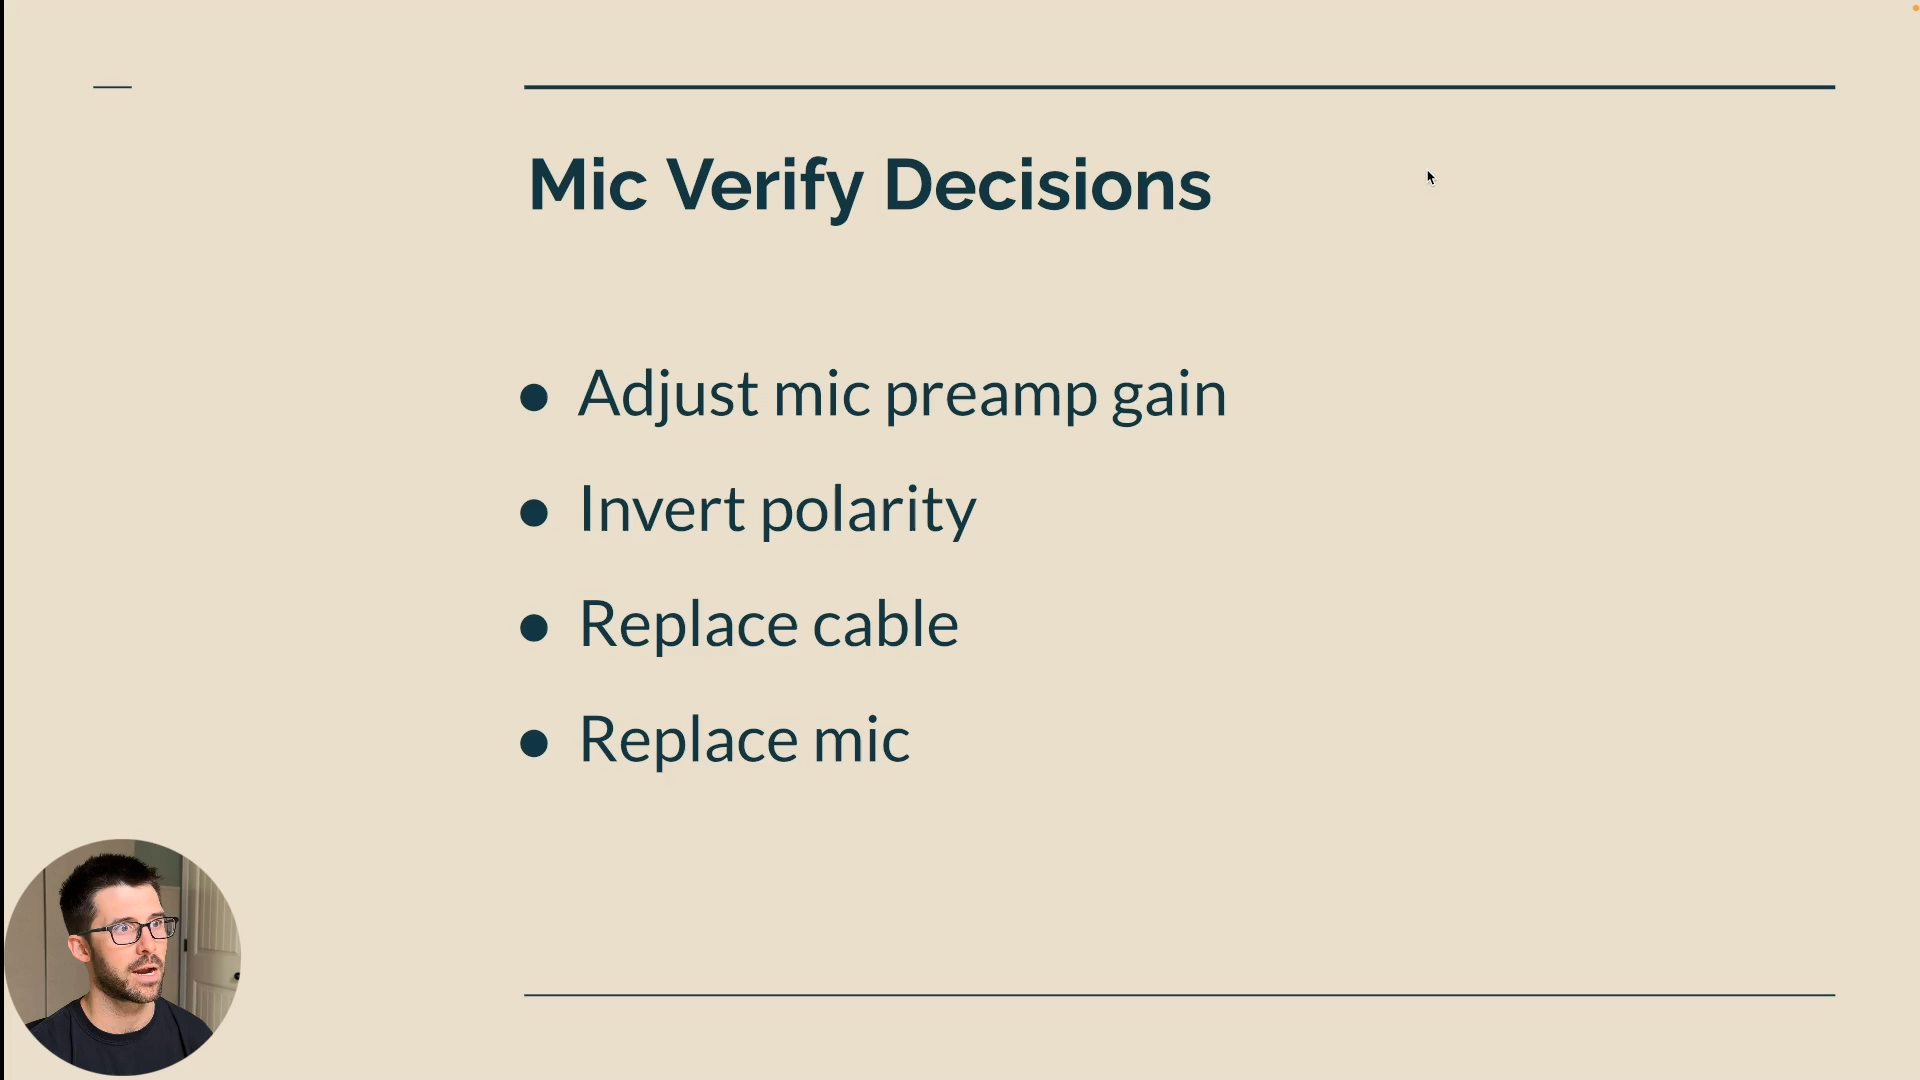 Mic Verify Decisions
● Adjust mic preamp gain
● Invert polarity
● Replace cable
● Replace mic